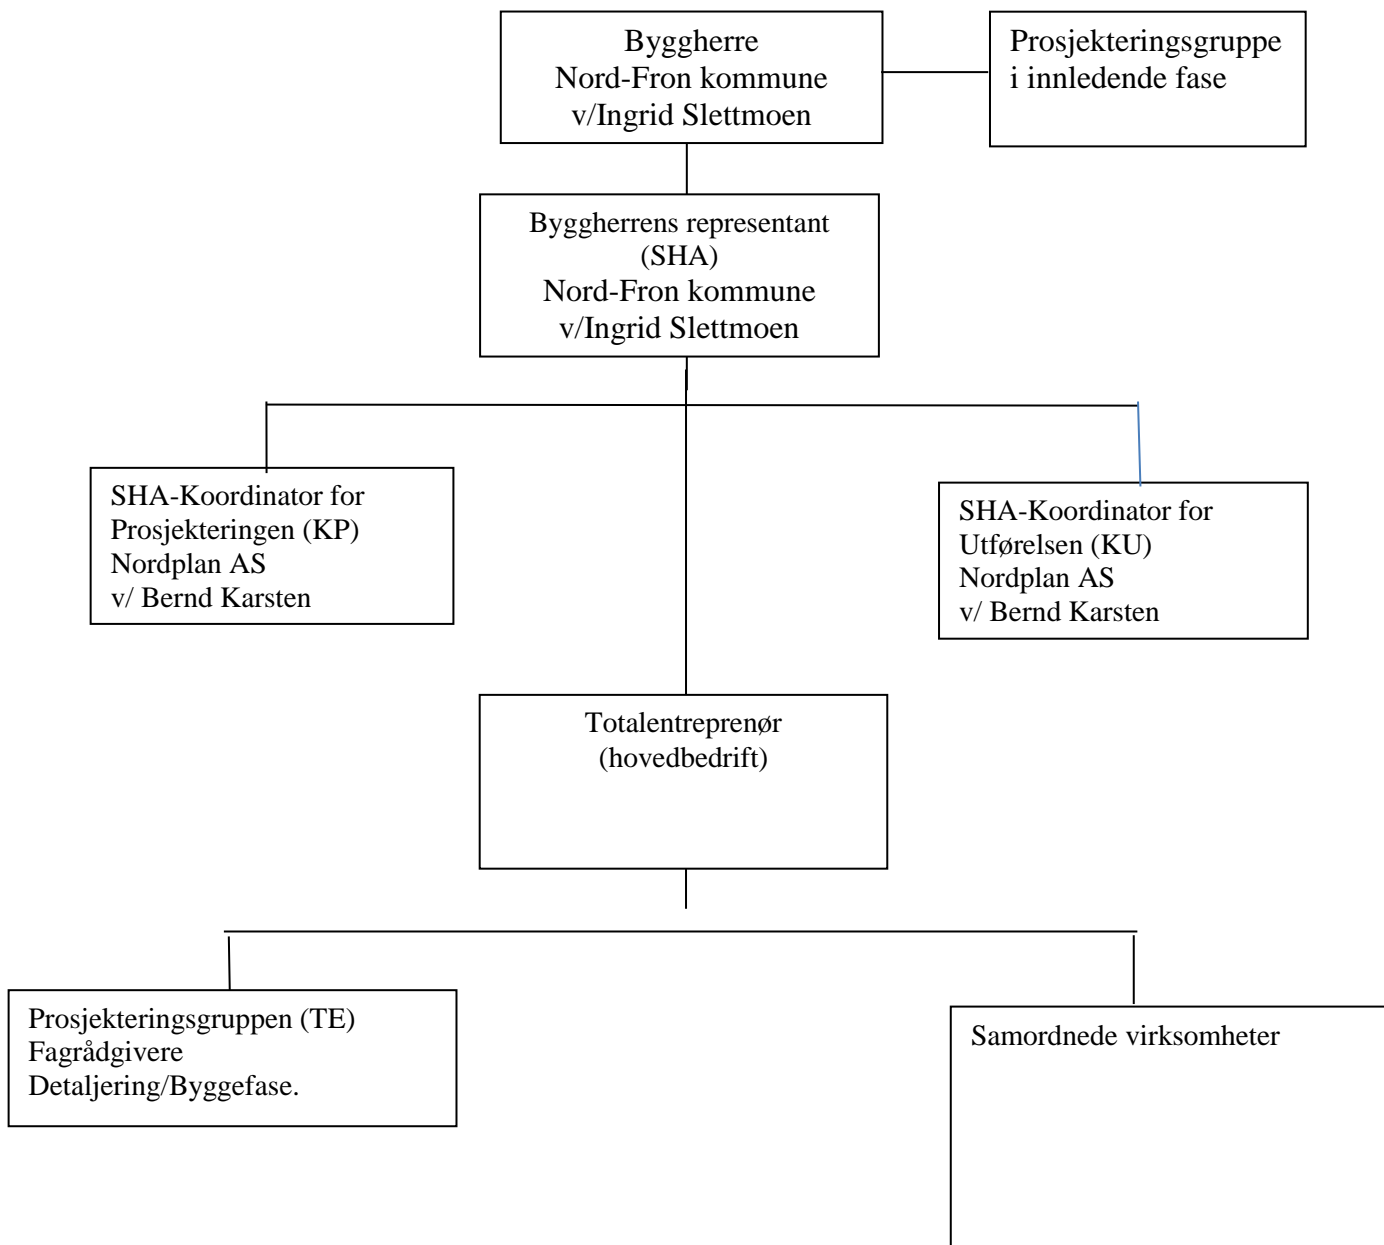 Byggherre
Nord-Fron kommune
v/Ingrid Slettmoen
Prosjekteringsgruppe
i innledende fase
Byggherrens representant
(SHA)
Nord-Fron kommune
v/Ingrid Slettmoen
SHA-Koordinator for
Prosjekteringen (KP)
Nordplan AS
v/ Bernd Karsten
SHA-Koordinator for
Utførelsen (KU)
Nordplan AS
v/ Bernd Karsten
Totalentreprenør
(hovedbedrift)
Prosjekteringsgruppen (TE)
Fagrådgivere
Detaljering/Byggefase.
Samordnede virksomheter